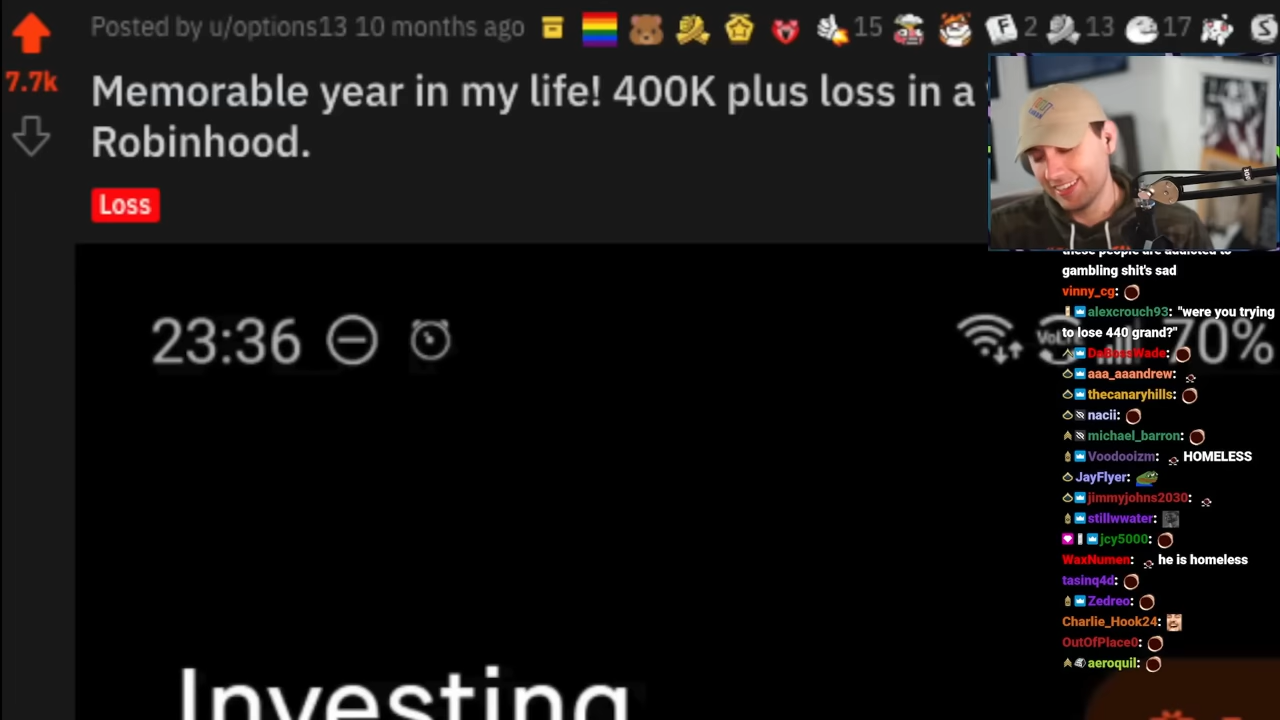 Posted by u/options13 10 months ago 15 2 13 17
7.7k
Memorable year in my life! 400K plus loss in a
Robinhood.
Loss
23:36
70%
Investing
gambling shit's sad
vinny_cg:
alexcrouch93: "were you trying
to lose 440 grand?"
DaBossWade:
aaa_aaandrew:
thecanaryhills:
nacii:
michael_barron:
Voodooizm: HOMELESS
JayFlyer:
jimmyjohns2030:
stillwwater:
jcy5000:
WaxNumen: he is homeless
tasinq4d:
Zedreo:
Charlie_Hook24:
OutOfPlace0:
aeroquil: